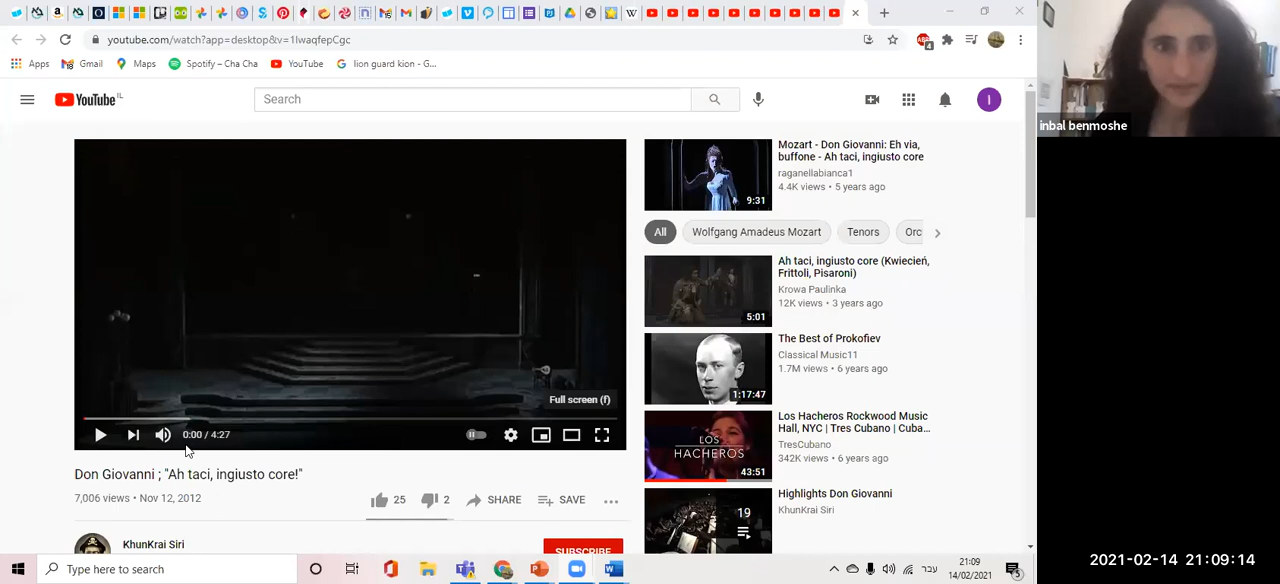 youtube.com/watch?app=desktop&v=1lwaqfepCgc
4
Apps
Gmail
Maps
Spotify – Cha Cha
YouTube
lion guard kion - G...
YouTube IL
Search
I
inbal benmoshe
Full screen (f)
0:00 / 4:27
Don Giovanni ; "Ah taci, ingiusto core!"
7,006 views • Nov 12, 2012
25
2
SHARE
SAVE
KhunKrai Siri
SUBSCRIBE
9:31
Mozart - Don Giovanni: Eh via,
buffone - Ah taci, ingiusto core
raganellabianca1
4.4K views • 5 years ago
All
Wolfgang Amadeus Mozart
Tenors
Orc
5:01
Ah taci, ingiusto core (Kwiecień,
Frittoli, Pisaroni)
Krowa Paulinka
12K views • 3 years ago
1:17:47
The Best of Prokofiev
Classical Music11
1.7M views • 6 years ago
LOS
HACHEROS
43:51
Los Hacheros Rockwood Music
Hall, NYC | Tres Cubano | Cuba...
TresCubano
342K views • 6 years ago
19
Highlights Don Giovanni
KhunKrai Siri
Type here to search
עבר
21:09
14/02/2021
5
2021-02-14 21:09:14